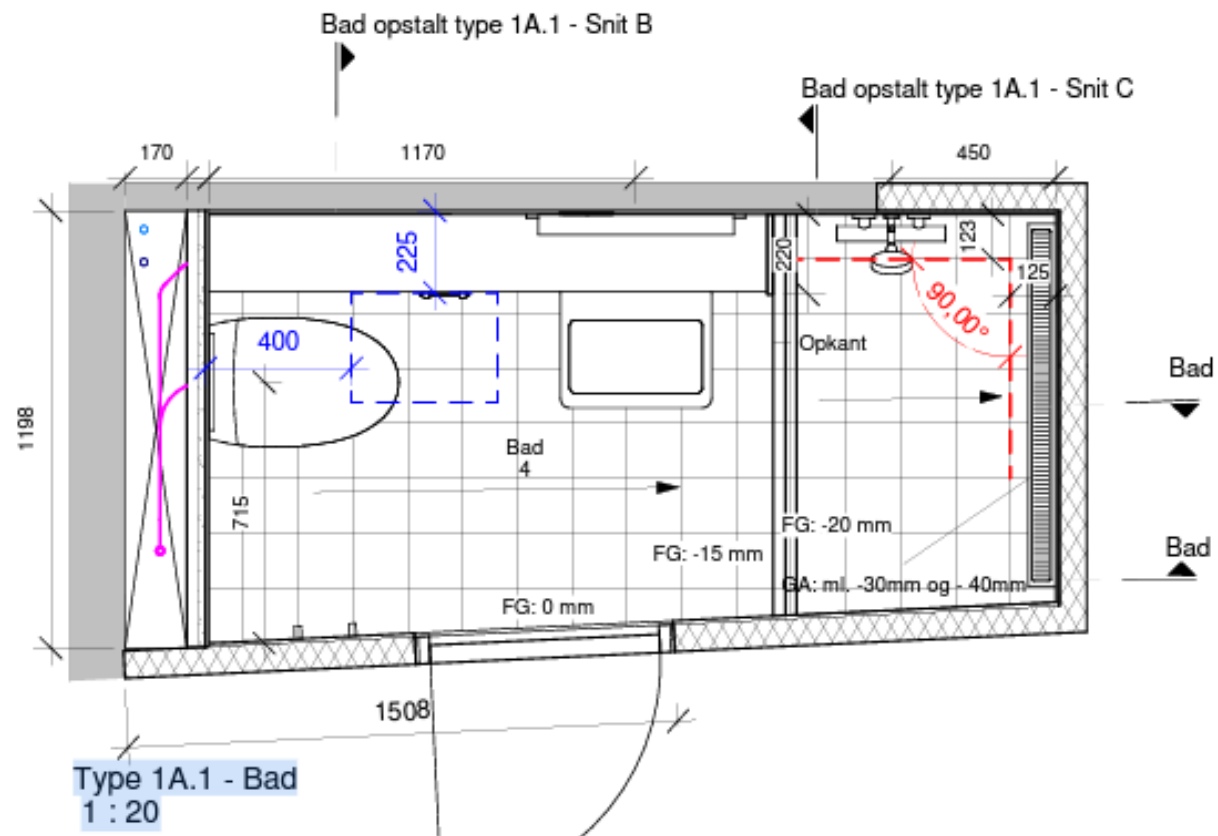 Bad opstalt type 1A.1 - Snit B
Bad opstalt type 1A.1 - Snit C
170
1170
450
225
220
123
125
90,00°
400
Opkant
Bad
1198
Bad
4
715
FG: -20 mm
FG: -15 mm
Bad
GA: ml. -30mm og - 40mm
FG: 0 mm
1508
Type 1A.1 - Bad
1 : 20